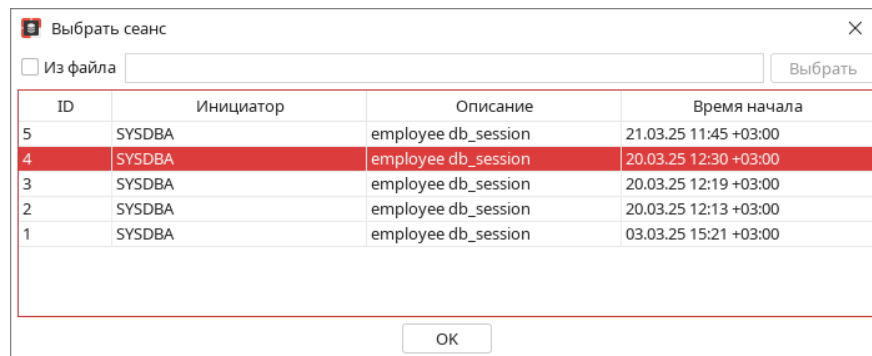 Выбрать сеанс
Из файла Выбрать
ID Инициатор Описание Время начала
5 SYSDBA employee db_session 21.03.25 11:45 +03:00
4 SYSDBA employee db_session 20.03.25 12:30 +03:00
3 SYSDBA employee db_session 20.03.25 12:19 +03:00
2 SYSDBA employee db_session 20.03.25 12:13 +03:00
1 SYSDBA employee db_session 03.03.25 15:21 +03:00
OK